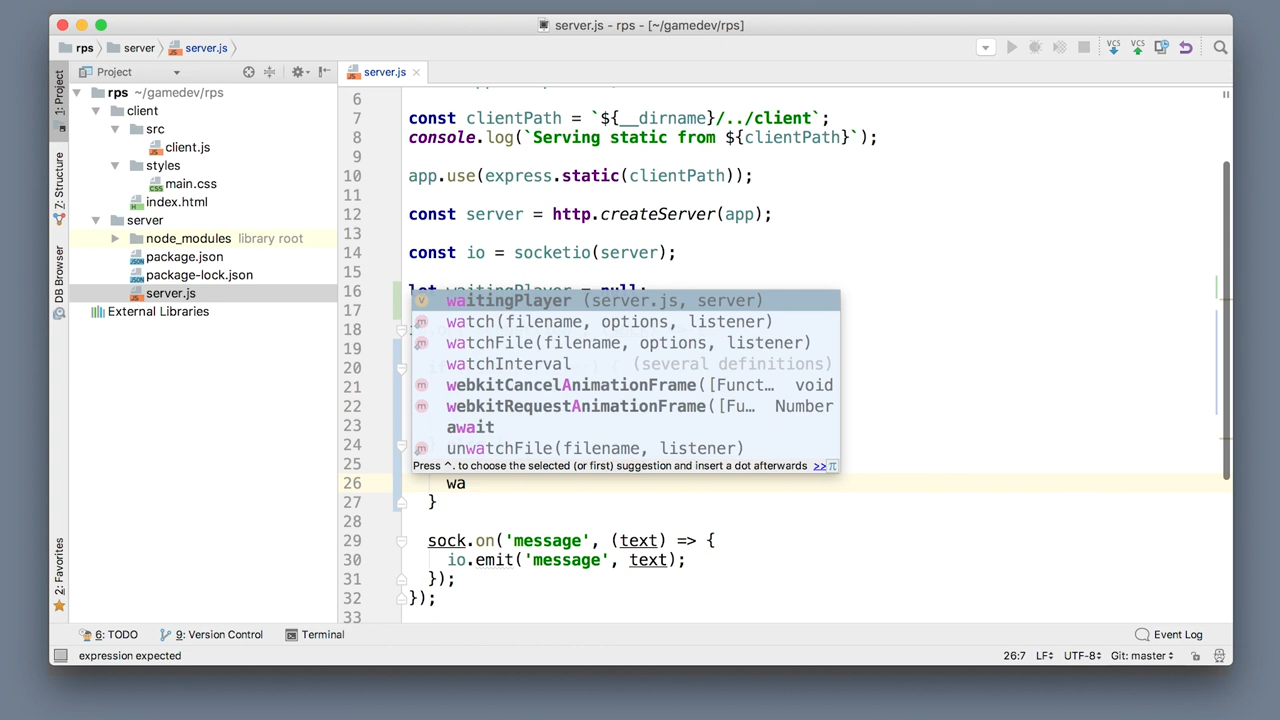 server.js - rps - [~/gamedev/rps]
rps server server.js
VCS VCS
Project
server.js
1: Project
7: Structure
DB Browser
2: Favorites
rps ~/gamedev/rps
client
src
client.js
styles
main.css
index.html
server
node_modules library root
package.json
package-lock.json
server.js
External Libraries
6
7 const clientPath = `${__dirname}/../client`;
8 console.log(`Serving static from ${clientPath}`);
9
10 app.use(express.static(clientPath));
11
12 const server = http.createServer(app);
13
14 const io = socketio(server);
15
16 let waitingPlayer = null;
17
18
19
20
21
22
23
24
25
26 wa
27 }
28
29 sock.on('message', (text) => {
30 io.emit('message', text);
31 });
32 });
33
waitingPlayer (server.js, server)
watch(filename, options, listener)
watchFile(filename, options, listener)
watchInterval (several definitions)
webkitCancelAnimationFrame([Funct… void
webkitRequestAnimationFrame([Fu… Number
await
unwatchFile(filename, listener)
Press ^. to choose the selected (or first) suggestion and insert a dot afterwards >> π
6: TODO 9: Version Control Terminal Event Log
expression expected 26:7 LF UTF-8 Git: master